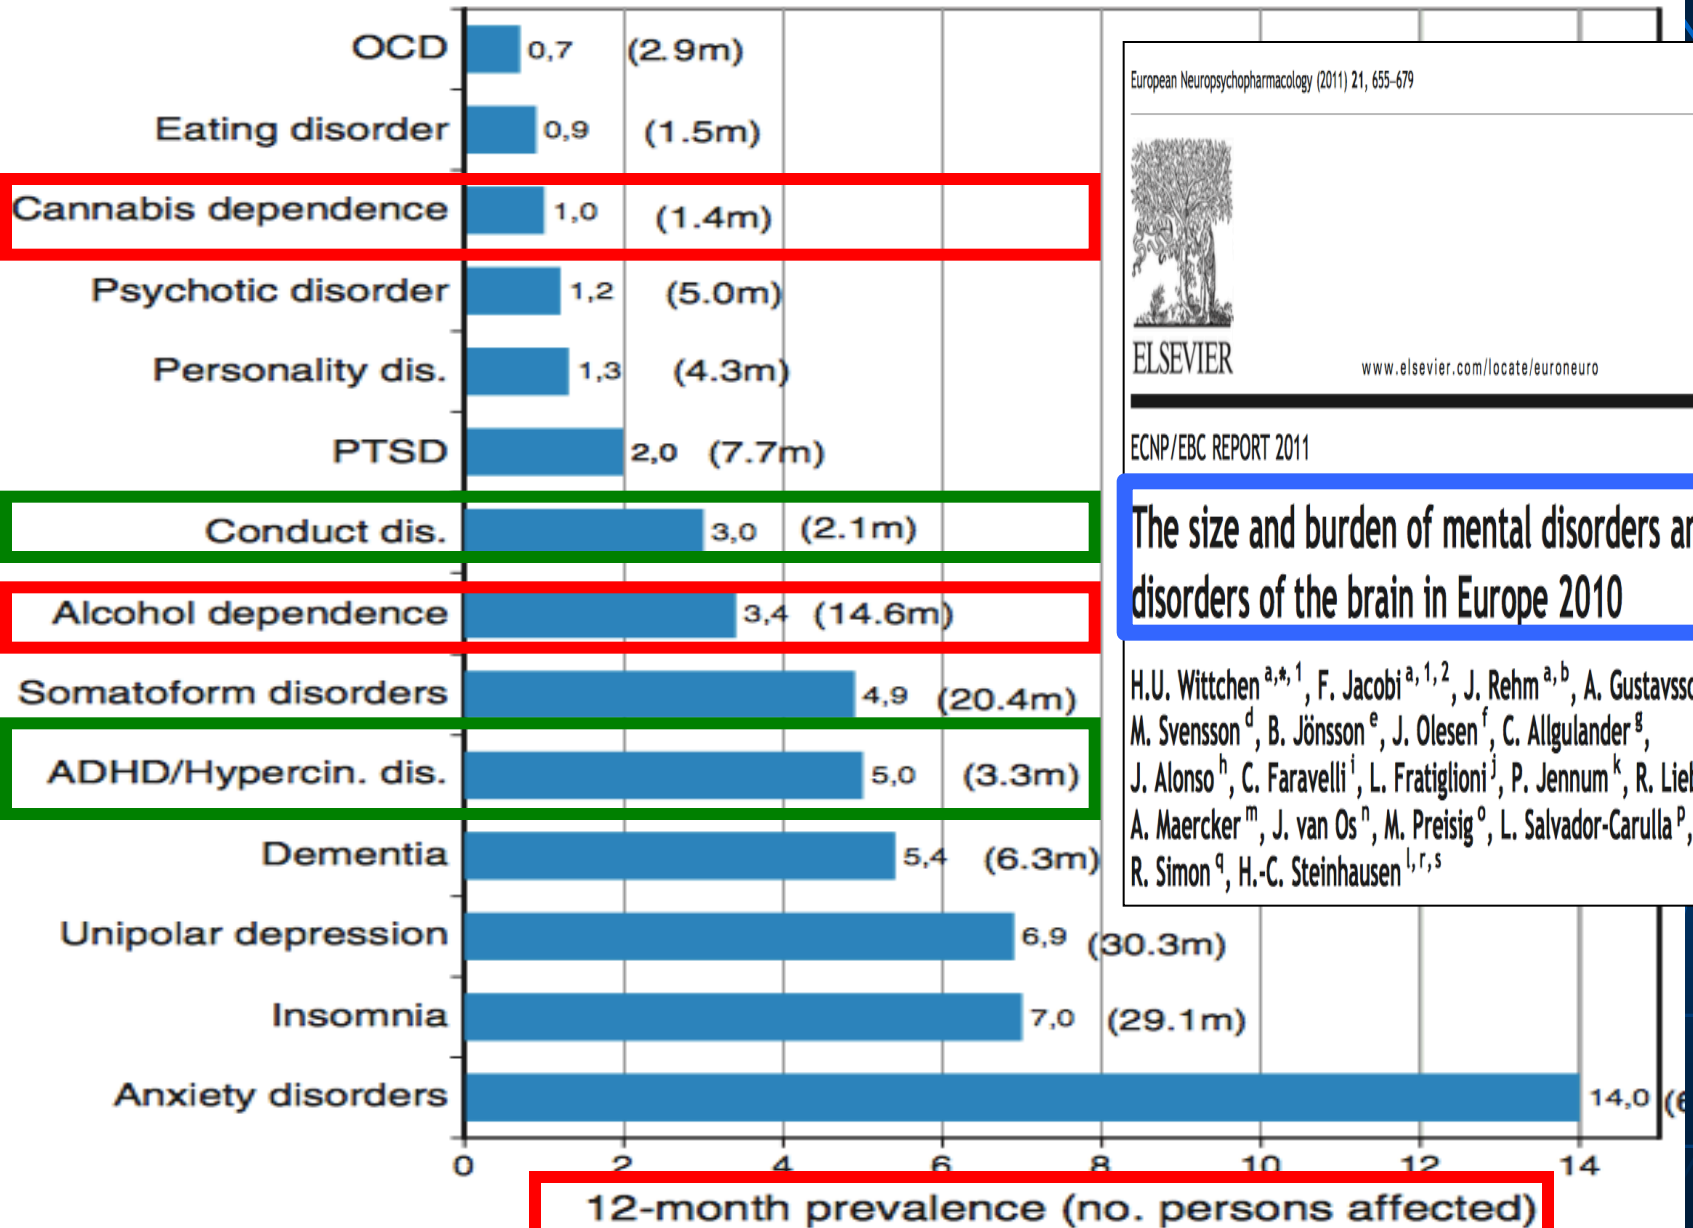 OCD 0,7 (2.9m)
Eating disorder 0,9 (1.5m)
Cannabis dependence 1,0 (1.4m)
Psychotic disorder 1,2 (5.0m)
Personality dis. 1,3 (4.3m)
PTSD 2,0 (7.7m)
Conduct dis. 3,0 (2.1m)
Alcohol dependence 3,4 (14.6m)
Somatoform disorders 4,9 (20.4m)
ADHD/Hypercin. dis. 5,0 (3.3m)
Dementia 5,4 (6.3m)
Unipolar depression 6,9 (30.3m)
Insomnia 7,0 (29.1m)
Anxiety disorders 14,0 (6
0 2 4 6 8 10 12 14
12-month prevalence (no. persons affected)
European Neuropsychopharmacology (2011) 21, 655–679
ELSEVIER
www.elsevier.com/locate/euroneuro
ECNP/EBC REPORT 2011
The size and burden of mental disorders an
disorders of the brain in Europe 2010
H.U. Wittchen a,*,1, F. Jacobi a,1,2, J. Rehm a,b, A. Gustavsso
M. Svensson d, B. Jönsson e, J. Olesen f, C. Allgulander g,
J. Alonso h, C. Faravelli i, L. Fratiglioni j, P. Jennum k, R. Lieb
A. Maercker m, J. van Os n, M. Preisig o, L. Salvador-Carulla p,
R. Simon q, H.-C. Steinhausen l,r,s